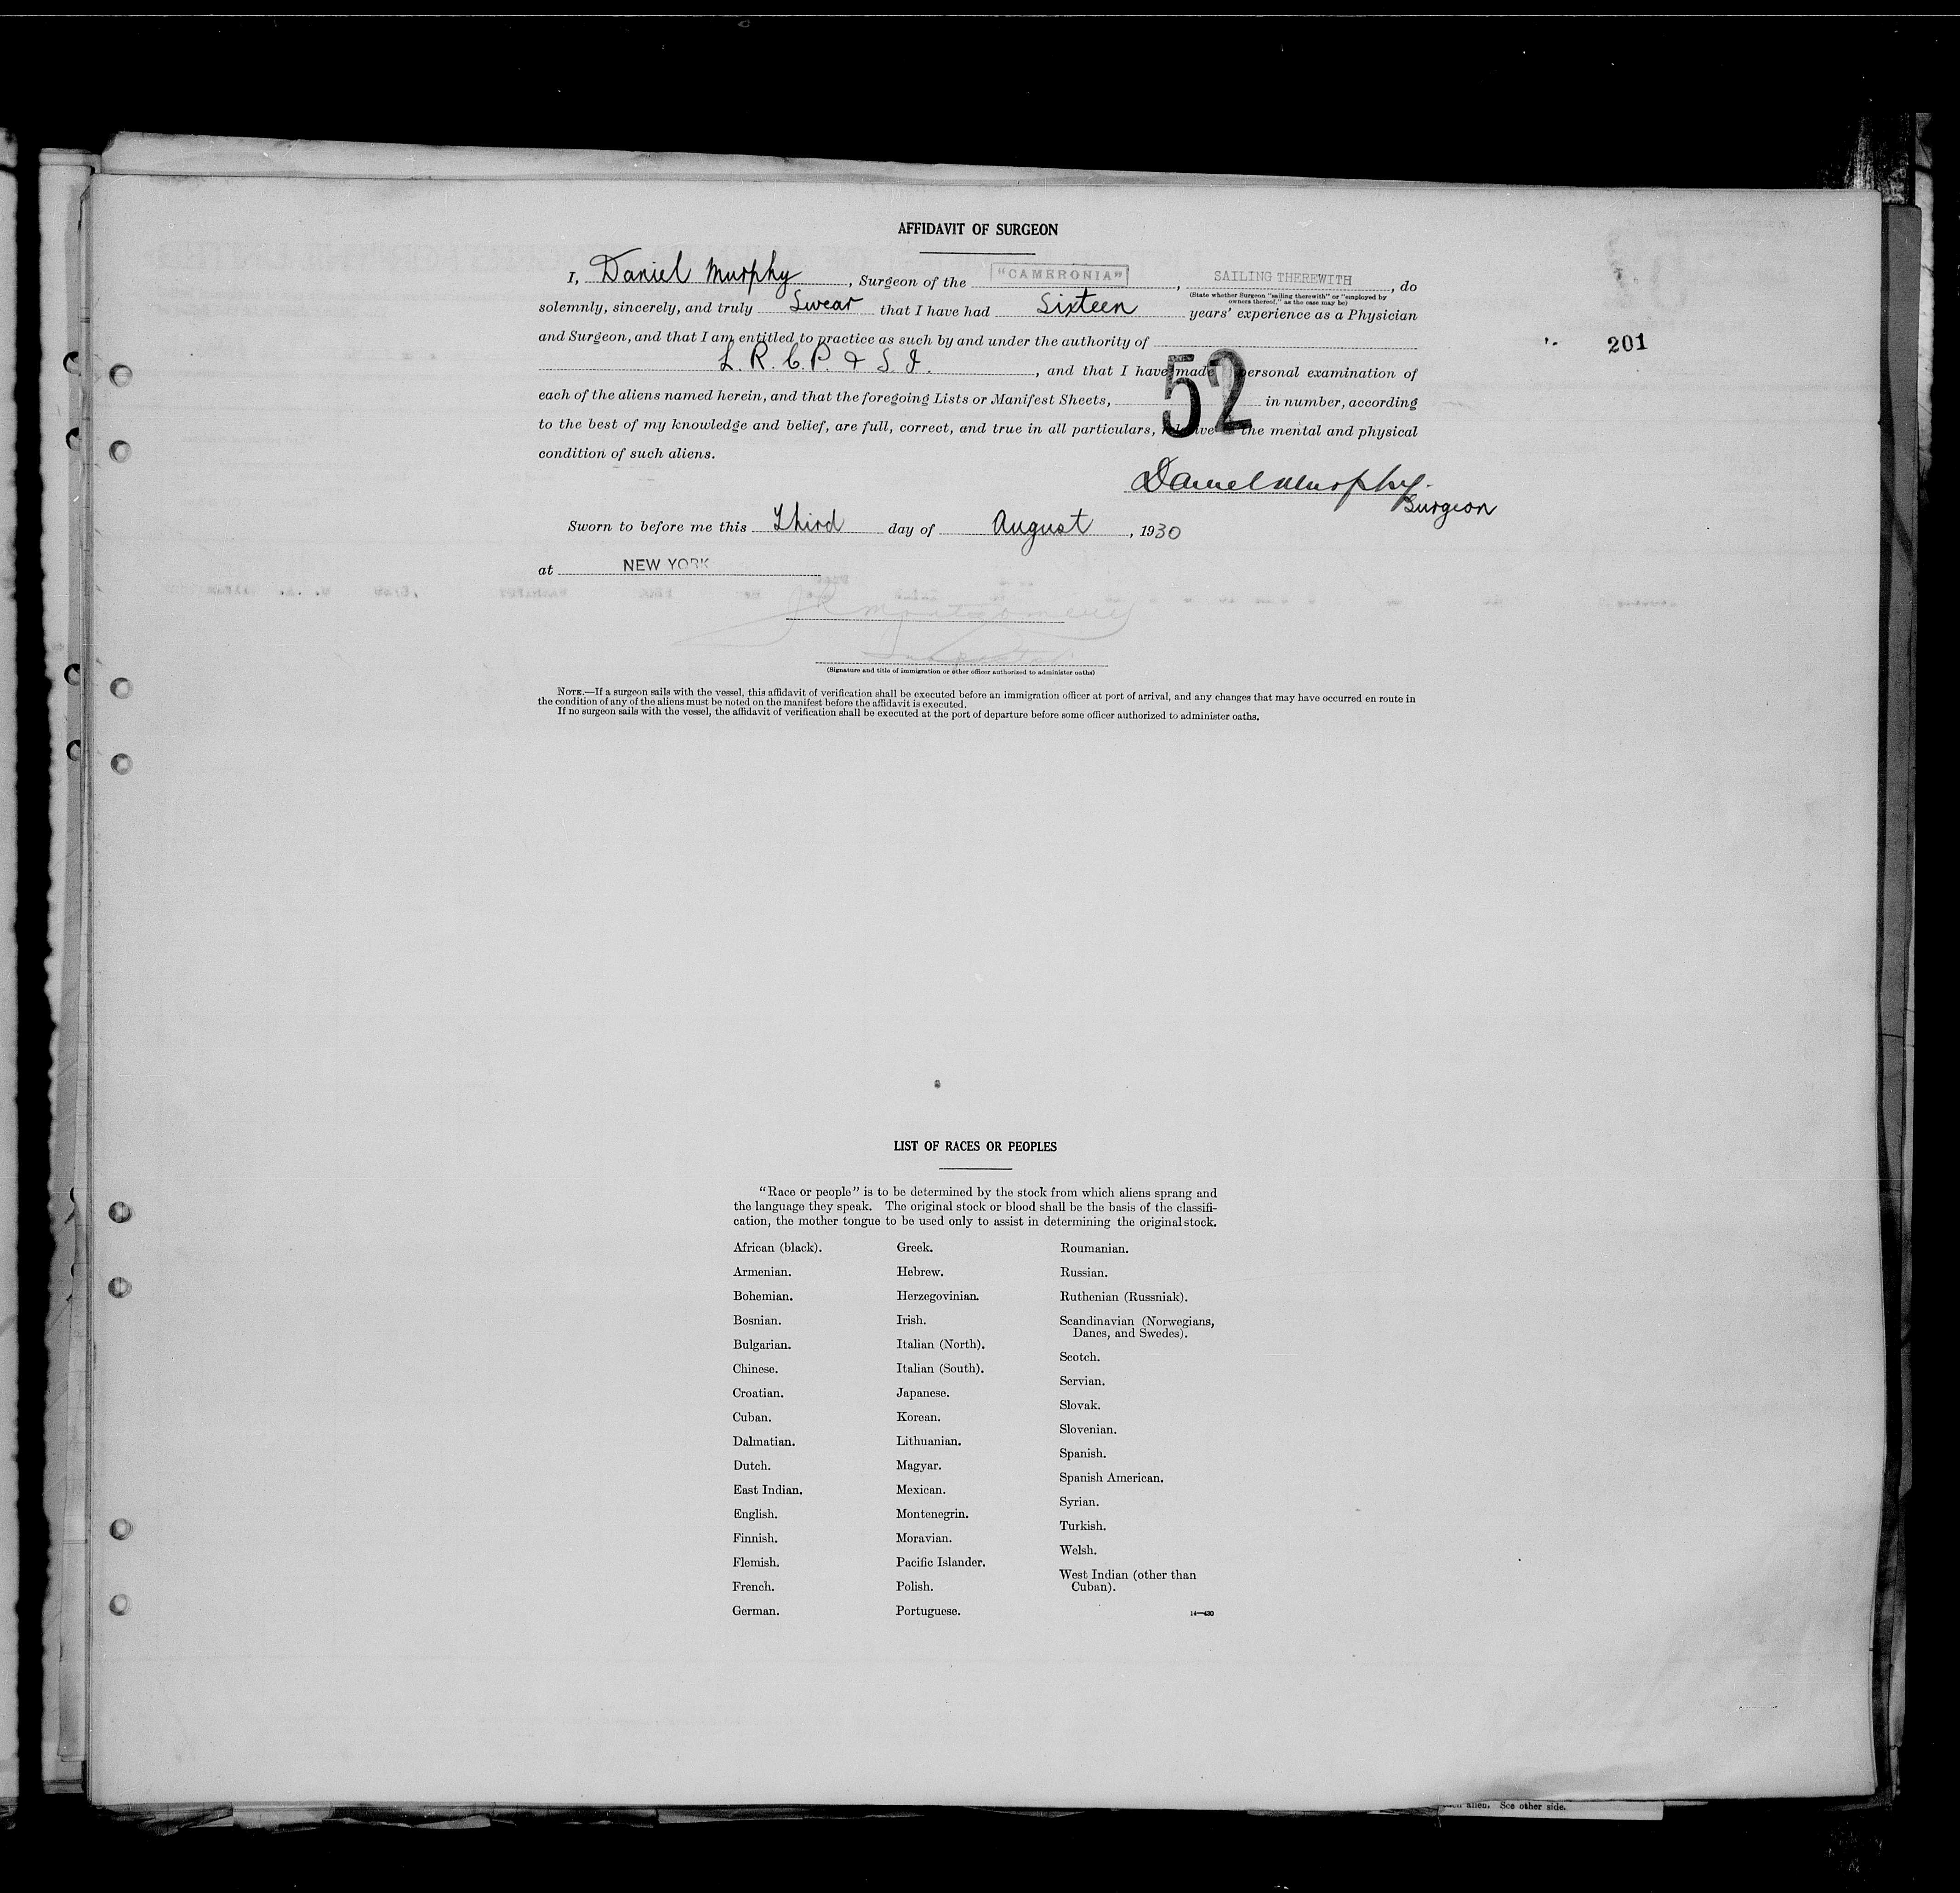 AFFIDAVIT OF SURGEON
I, Daniel Murphy, Surgeon of the "CAMERONIA", SAILING THEREWITH, do
(State whether Surgeon "sailing therewith" or "employed by
owners thereof," as the case may be)
solemnly, sincerely, and truly Swear that I have had Sixteen years' experience as a Physician
and Surgeon, and that I am entitled to practice as such by and under the authority of
201
L. R. C. P. & S. I., and that I have made personal examination of
each of the aliens named herein, and that the foregoing Lists or Manifest Sheets, 52 in number, according
to the best of my knowledge and belief, are full, correct, and true in all particulars, relative the mental and physical
condition of such aliens.
Daniel Murphy.
Surgeon
Sworn to before me this Third day of August, 1930
at NEW YORK
Montgomery
Inspector
(Signature and title of immigration or other officer authorized to administer oaths)
NOTE.—If a surgeon sails with the vessel, this affidavit of verification shall be executed before an immigration officer at port of arrival, and any changes that may have occurred en route in
the condition of any of the aliens must be noted on the manifest before the affidavit is executed.
If no surgeon sails with the vessel, the affidavit of verification shall be executed at the port of departure before some officer authorized to administer oaths.
LIST OF RACES OR PEOPLES
"Race or people" is to be determined by the stock from which aliens sprang and
the language they speak. The original stock or blood shall be the basis of the classifi-
cation, the mother tongue to be used only to assist in determining the original stock.
African (black).
Armenian.
Bohemian.
Bosnian.
Bulgarian.
Chinese.
Croatian.
Cuban.
Dalmatian.
Dutch.
East Indian.
English.
Finnish.
Flemish.
French.
German.
Greek.
Hebrew.
Herzegovinian.
Irish.
Italian (North).
Italian (South).
Japanese.
Korean.
Lithuanian.
Magyar.
Mexican.
Montenegrin.
Moravian.
Pacific Islander.
Polish.
Portuguese.
Roumanian.
Russian.
Ruthenian (Russniak).
Scandinavian (Norwegians,
Danes, and Swedes).
Scotch.
Servian.
Slovak.
Slovenian.
Spanish.
Spanish American.
Syrian.
Turkish.
Welsh.
West Indian (other than
Cuban).
14—430
alien. See other side.